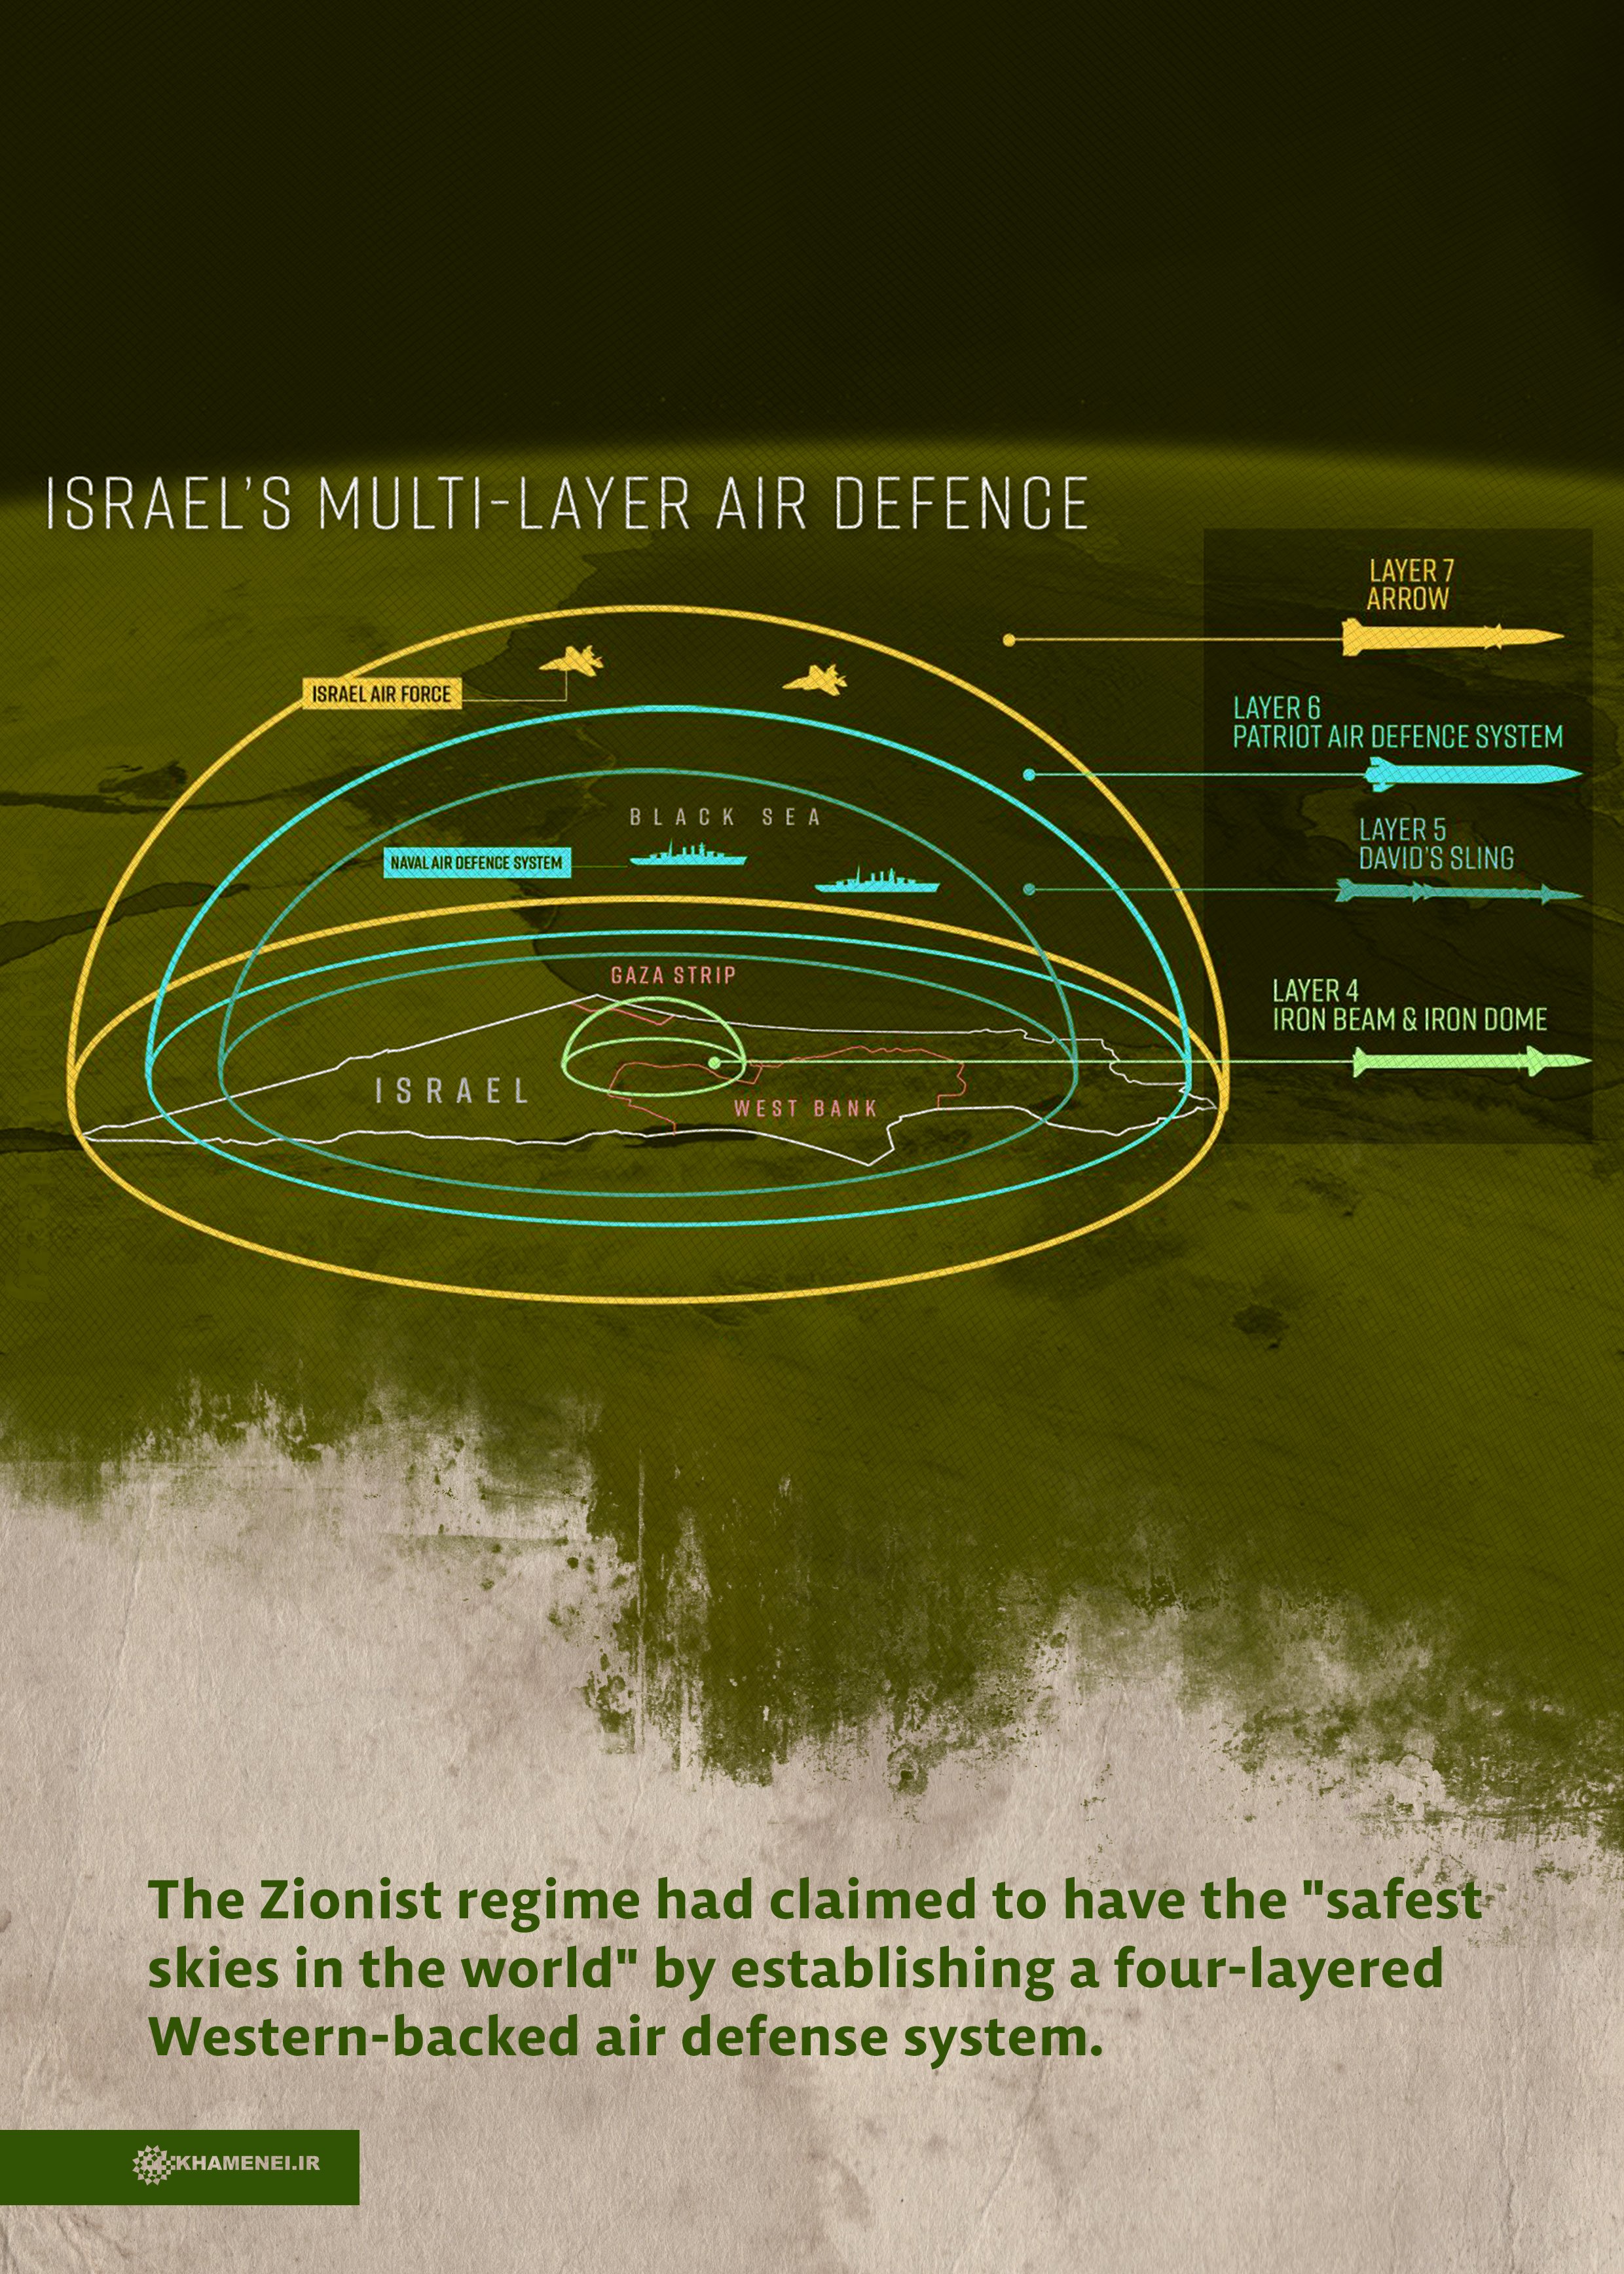 ISRAEL'S MULTI-LAYER AIR DEFENCE
LAYER 7
ARROW
ISRAEL AIR FORCE
LAYER 6
PATRIOT AIR DEFENCE SYSTEM
BLACK SEA
NAVAL AIR DEFENCE SYSTEM
LAYER 5
DAVID'S SLING
GAZA STRIP
LAYER 4
IRON BEAM & IRON DOME
ISRAEL
WEST BANK
The Zionist regime had claimed to have the "safest
skies in the world" by establishing a four-layered
Western-backed air defense system.
KHAMENEI.IR